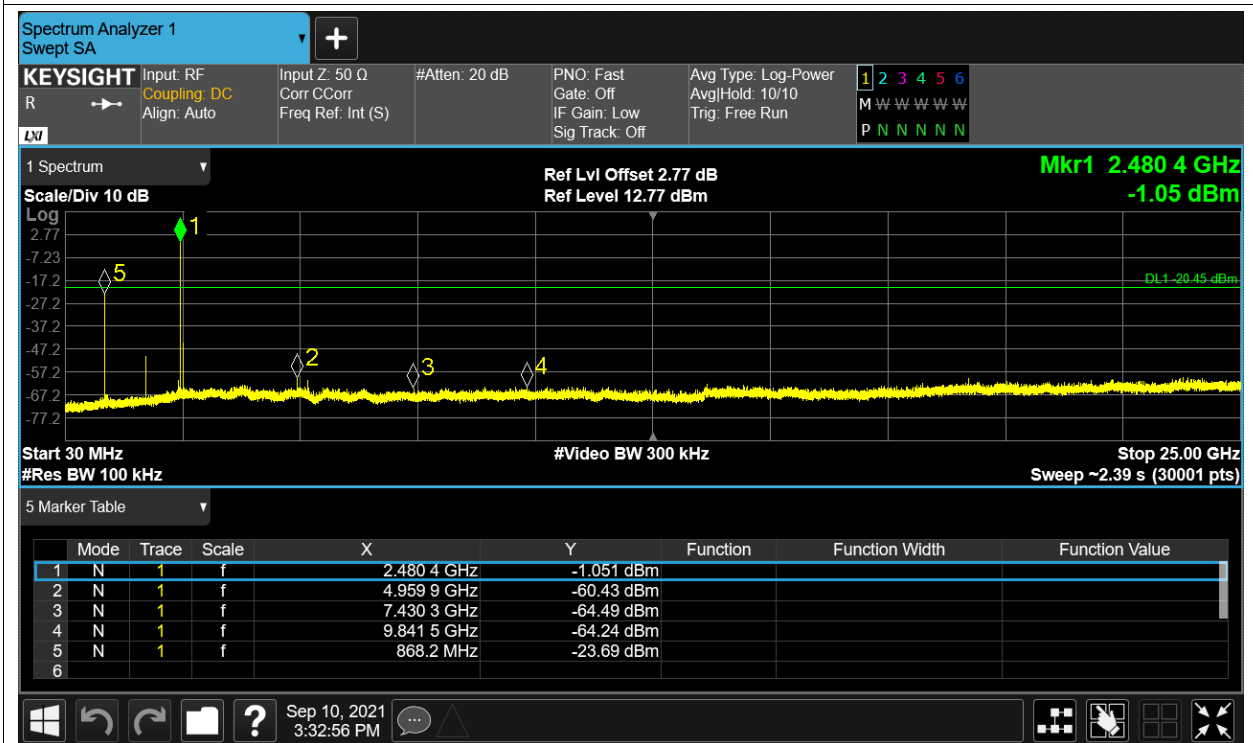 Spectrum Analyzer 1
Swept SA
+
KEYSIGHT Input: RF Input Z: 50 Ω #Atten: 20 dB PNO: Fast Avg Type: Log-Power 1 2 3 4 5 6
R Coupling: DC Corr CCorr Gate: Off Avg|Hold: 10/10 M W W W W W W
Align: Auto Freq Ref: Int (S) IF Gain: Low Trig: Free Run
LXI Sig Track: Off P N N N N N N
1 Spectrum Ref Lvl Offset 2.77 dB Mkr1 2.480 4 GHz
Scale/Div 10 dB Ref Level 12.77 dBm -1.05 dBm
Log
1
2.77
-7.23
5
-17.2 DL1 -20.45 dBm
-27.2
-37.2
-47.2
2 3 4
-57.2
-67.2
-77.2
Start 30 MHz #Video BW 300 kHz Stop 25.00 GHz
#Res BW 100 kHz Sweep ~2.39 s (30001 pts)
5 Marker Table
Mode Trace Scale X Y Function Function Width Function Value
1 N 1 f 2.480 4 GHz -1.051 dBm
2 N 1 f 4.959 9 GHz -60.43 dBm
3 N 1 f 7.430 3 GHz -64.49 dBm
4 N 1 f 9.841 5 GHz -64.24 dBm
5 N 1 f 868.2 MHz -23.69 dBm
6
? Sep 10, 2021
3:32:56 PM